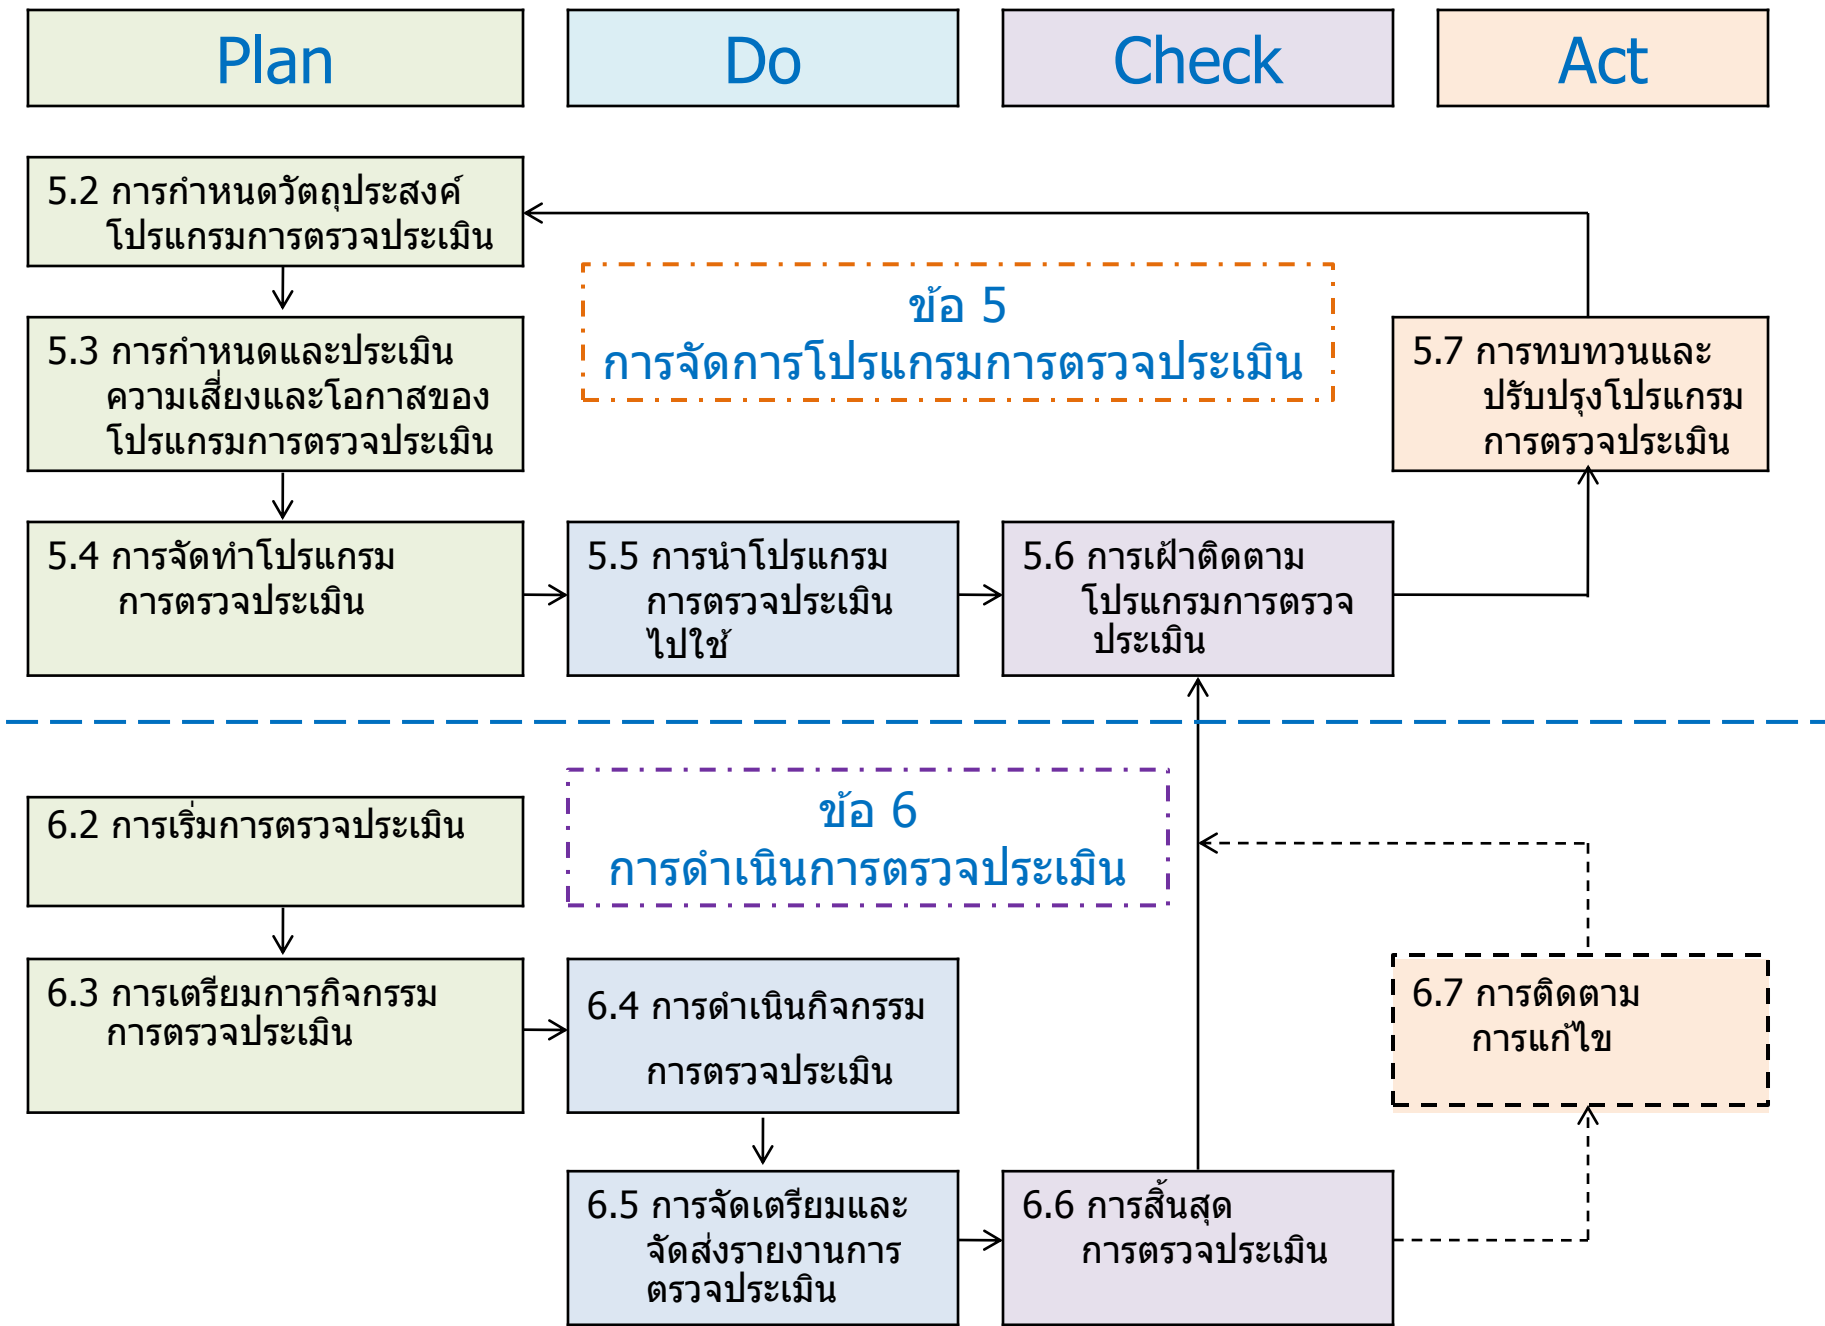 Plan
Do
Check
Act
5.2 การกำหนดวัตถุประสงค์
โปรแกรมการตรวจประเมิน
ข้อ 5
การจัดการโปรแกรมการตรวจประเมิน
5.3 การกำหนดและประเมิน
ความเสี่ยงและโอกาสของ
โปรแกรมการตรวจประเมิน
5.7 การทบทวนและ
ปรับปรุงโปรแกรม
การตรวจประเมิน
5.4 การจัดทำโปรแกรม
การตรวจประเมิน
5.5 การนำโปรแกรม
การตรวจประเมิน
ไปใช้
5.6 การเฝ้าติดตาม
โปรแกรมการตรวจ
ประเมิน
ข้อ 6
การดำเนินการตรวจประเมิน
6.2 การเริ่มการตรวจประเมิน
6.3 การเตรียมการกิจกรรม
การตรวจประเมิน
6.4 การดำเนินกิจกรรม
การตรวจประเมิน
6.7 การติดตาม
การแก้ไข
6.5 การจัดเตรียมและ
จัดส่งรายงานการ
ตรวจประเมิน
6.6 การสิ้นสุด
การตรวจประเมิน